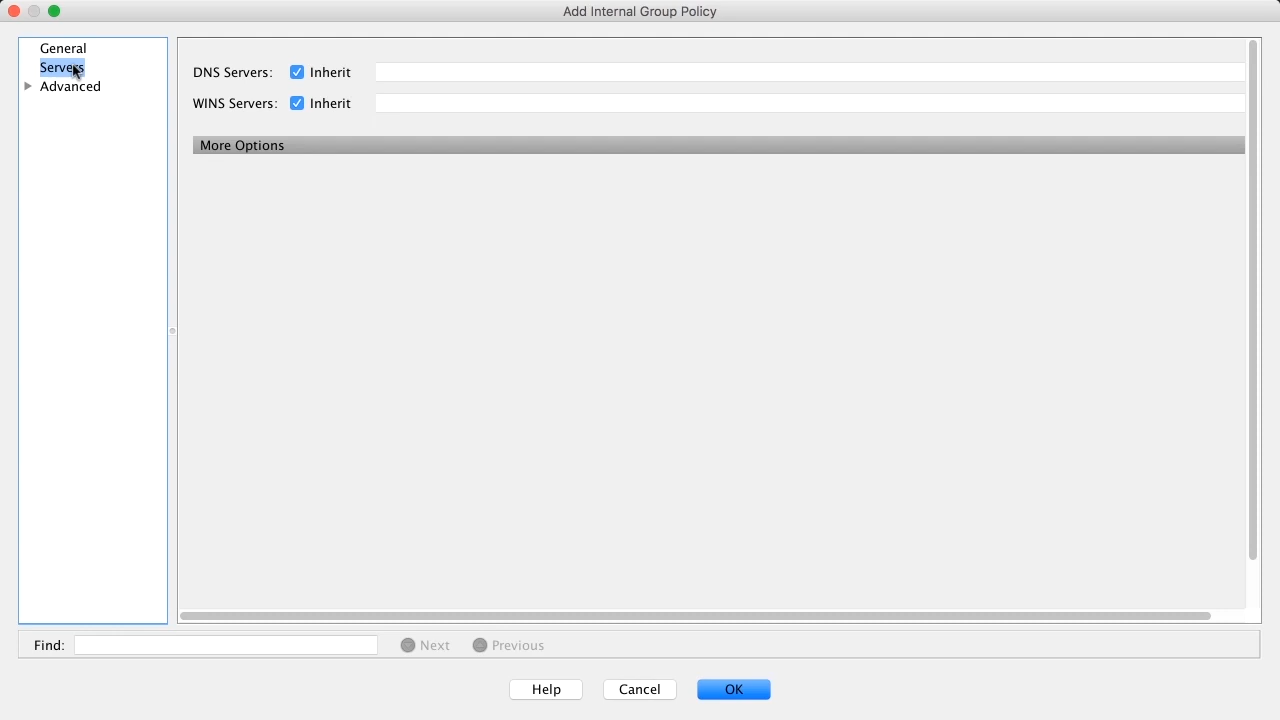 Add Internal Group Policy
General
Servers
Advanced
DNS Servers: Inherit
WINS Servers: Inherit
More Options
Find: Next Previous
Help Cancel OK